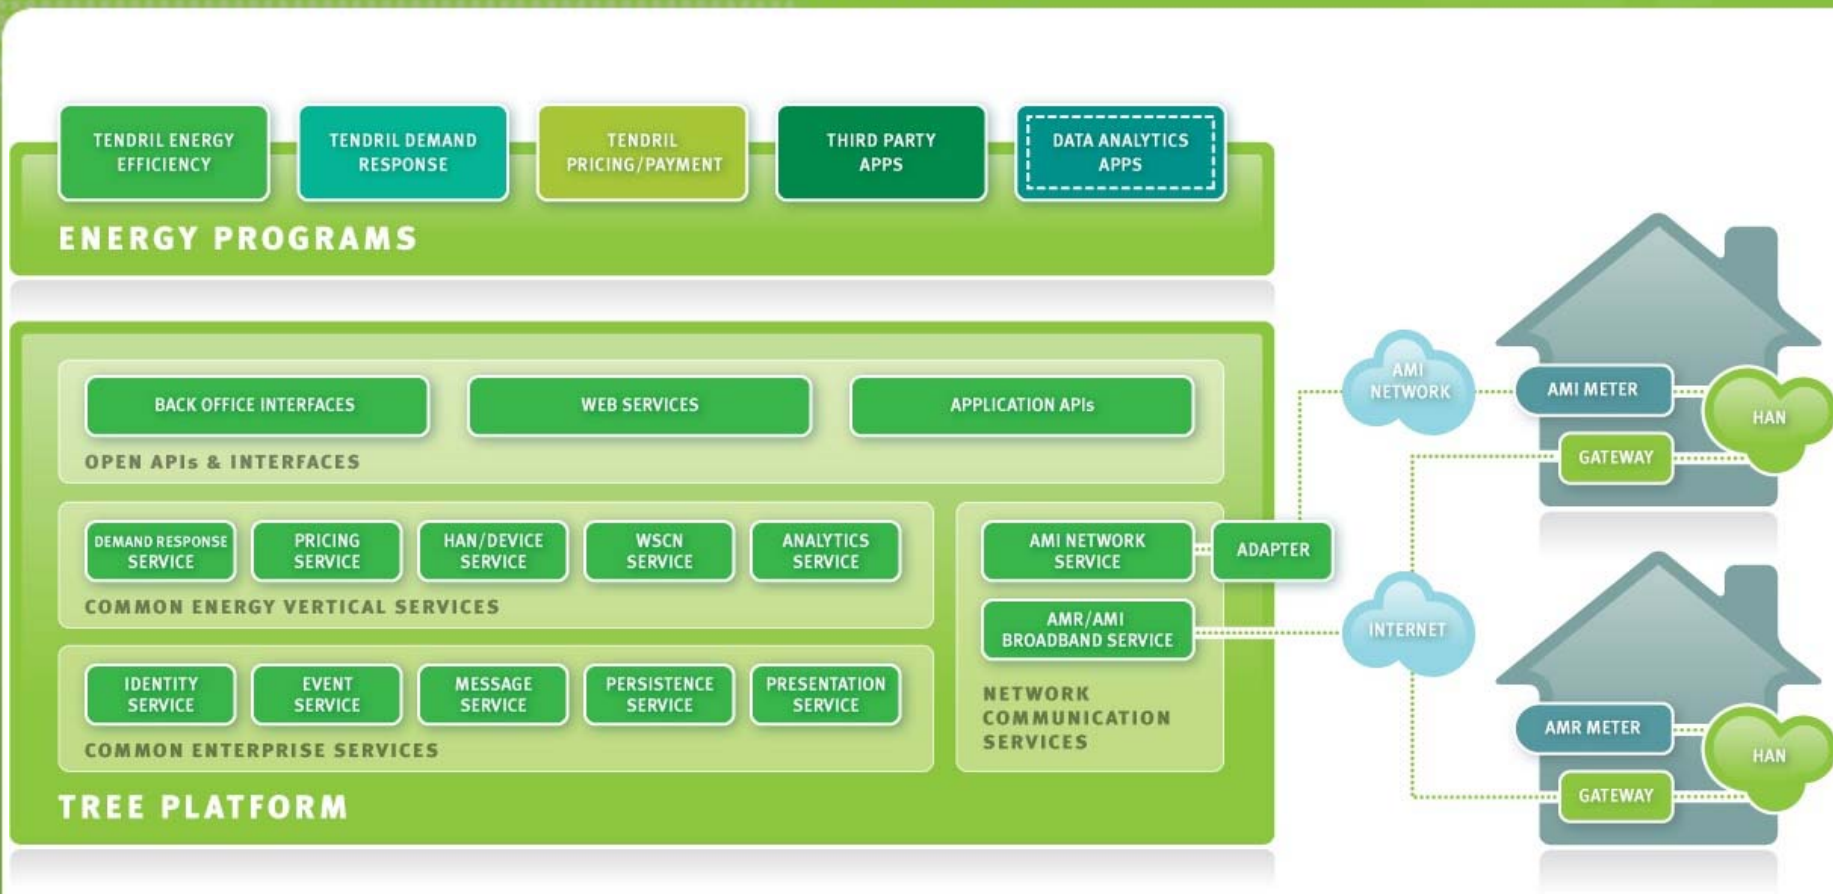 TENDRIL ENERGY
EFFICIENCY
TENDRIL DEMAND
RESPONSE
TENDRIL
PRICING/PAYMENT
THIRD PARTY
APPS
DATA ANALYTICS
APPS
ENERGY PROGRAMS
BACK OFFICE INTERFACES
WEB SERVICES
APPLICATION APIs
OPEN APIs & INTERFACES
DEMAND RESPONSE
SERVICE
PRICING
SERVICE
HAN/DEVICE
SERVICE
WSCN
SERVICE
ANALYTICS
SERVICE
COMMON ENERGY VERTICAL SERVICES
IDENTITY
SERVICE
EVENT
SERVICE
MESSAGE
SERVICE
PERSISTENCE
SERVICE
PRESENTATION
SERVICE
COMMON ENTERPRISE SERVICES
AMI NETWORK
SERVICE
ADAPTER
AMR/AMI
BROADBAND SERVICE
NETWORK
COMMUNICATION
SERVICES
TREE PLATFORM
AMI
NETWORK
INTERNET
AMI METER
HAN
GATEWAY
AMR METER
HAN
GATEWAY